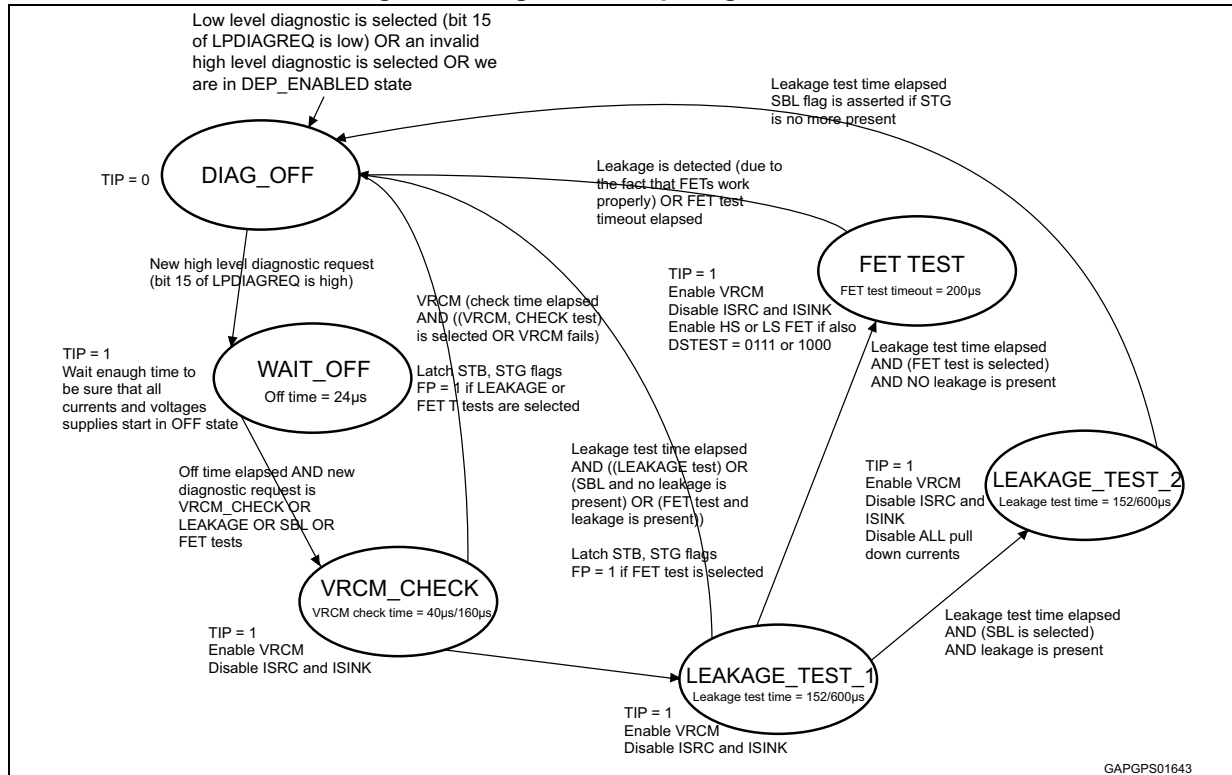 Low level diagnostic is selected (bit 15
of LPDIAGREQ is low) OR an invalid
high level diagnostic is selected OR we
are in DEP_ENABLED state
Leakage test time elapsed
SBL flag is asserted if STG
is no more present
DIAG_OFF
TIP = 0
Leakage is detected (due to
the fact that FETs work
properly) OR FET test
timeout elapsed
New high level diagnostic request
(bit 15 of LPDIAGREQ is high)
FET TEST
FET test timeout = 200µs
TIP = 1
Enable VRCM
Disable ISRC and ISINK
Enable HS or LS FET if also
DSTEST = 0111 or 1000
VRCM (check time elapsed
AND ((VRCM, CHECK test)
is selected OR VRCM fails)
Latch STB, STG flags
FP = 1 if LEAKAGE or
FET T tests are selected
TIP = 1
Wait enaugh time to
be sure that all
currents and voltages
supplies start in OFF state
WAIT_OFF
Off time = 24µs
Leakage test time elapsed
AND (FET test is selected)
AND NO leakage is present
Off time elapsed AND new
diagnostic request is
VRCM_CHECK OR
LEAKAGE OR SBL OR
FET tests
Leakage test time elapsed
AND ((LEAKAGE test) OR
(SBL and no leakage is
present) OR (FET test and
leakage is present))
Latch STB, STG flags
FP = 1 if FET test is selected
TIP = 1
Enable VRCM
Disable ISRC and
ISINK
Disable ALL pull
down currents
LEAKAGE_TEST_2
Leakage test time = 152/600µs
VRCM_CHECK
VRCM check time = 40µs/160µs
TIP = 1
Enable VRCM
Disable ISRC and ISINK
Leakage test time elapsed
AND (SBL is selected)
AND leakage is present
LEAKAGE_TEST_1
Leakage test time = 152/600µs
TIP = 1
Enable VRCM
Disable ISRC and ISINK
GAPGPS01643